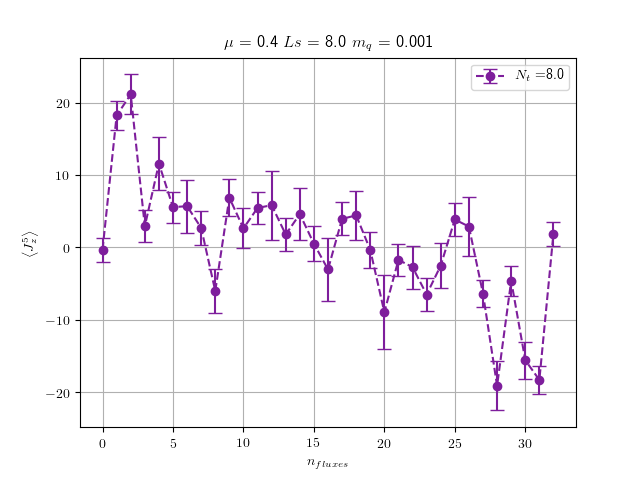 μ = 0.4 Ls = 8.0 m_q = 0.001
N_t =8.0
⟨J_z^5⟩
20
10
0
−10
−20
0 5 10 15 20 25 30
n_fluxes